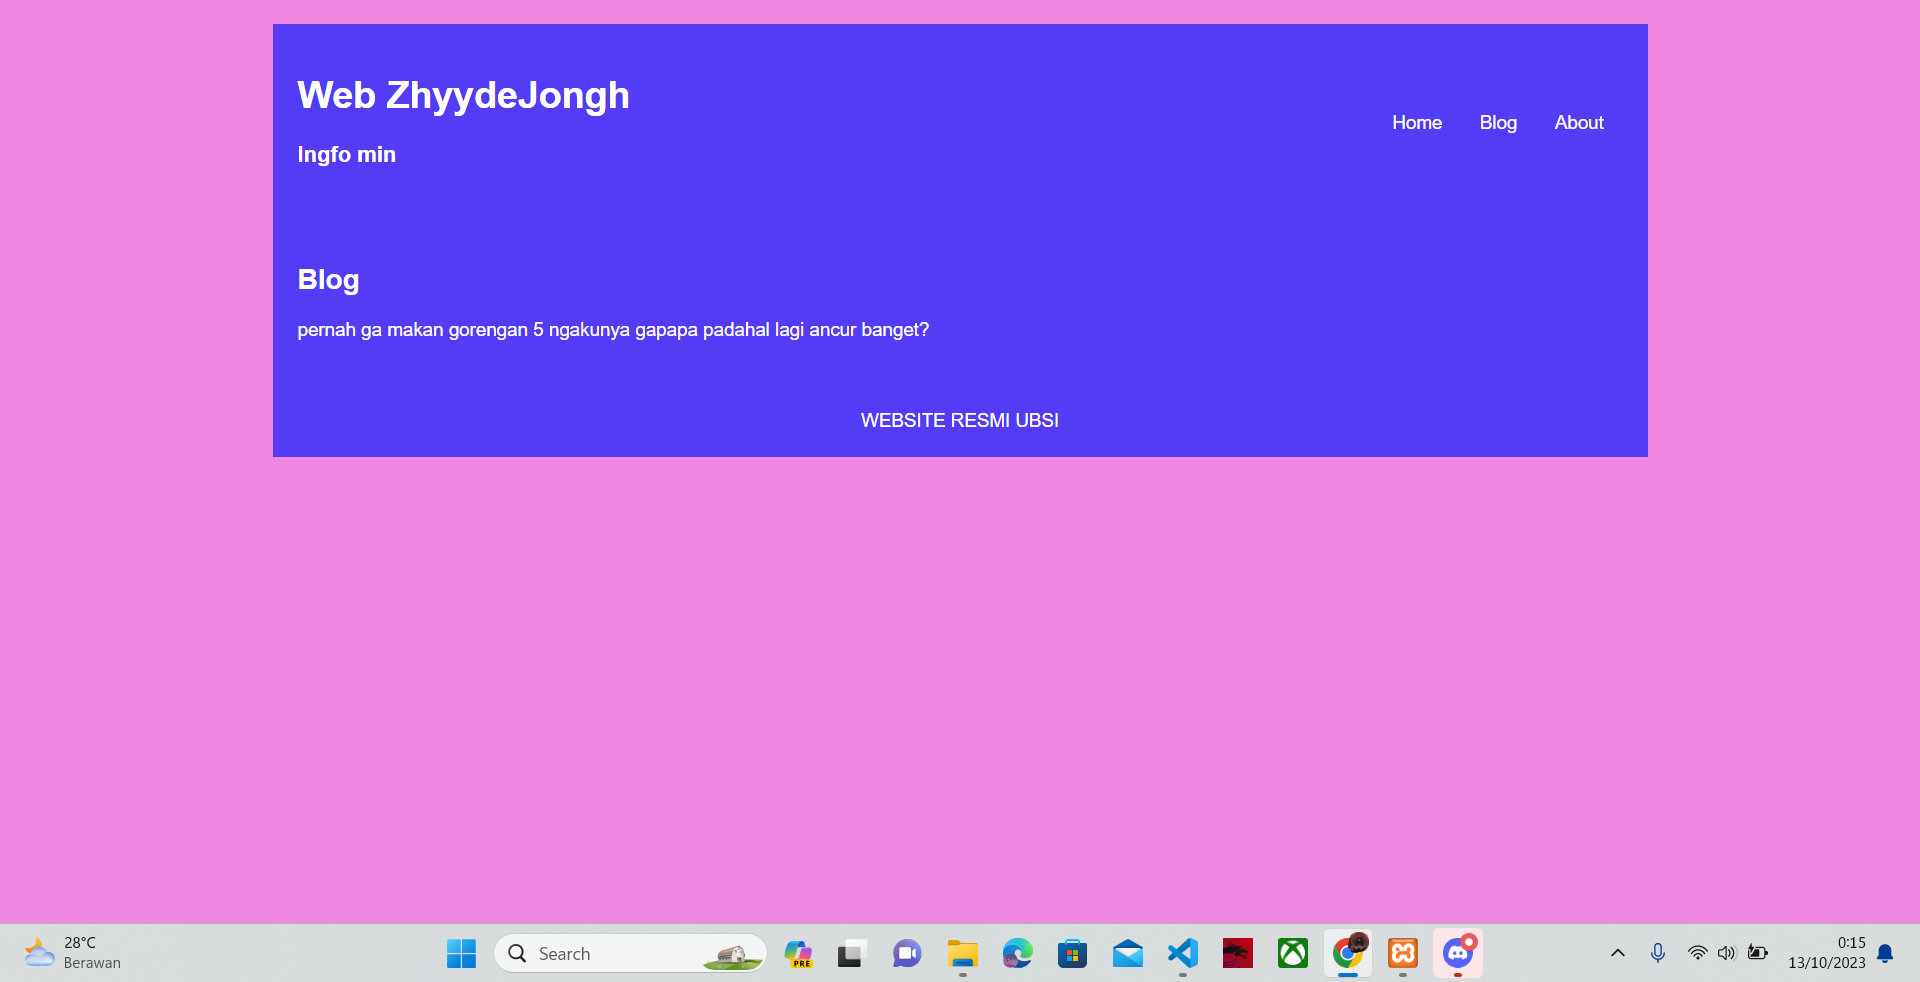 Web ZhyydeJongh
Home Blog About
Ingfo min
Blog
pernah ga makan gorengan 5 ngakunya gapapa padahal lagi ancur banget?
WEBSITE RESMI UBSI
28°C
Berawan
Search
PRE
0:15
13/10/2023